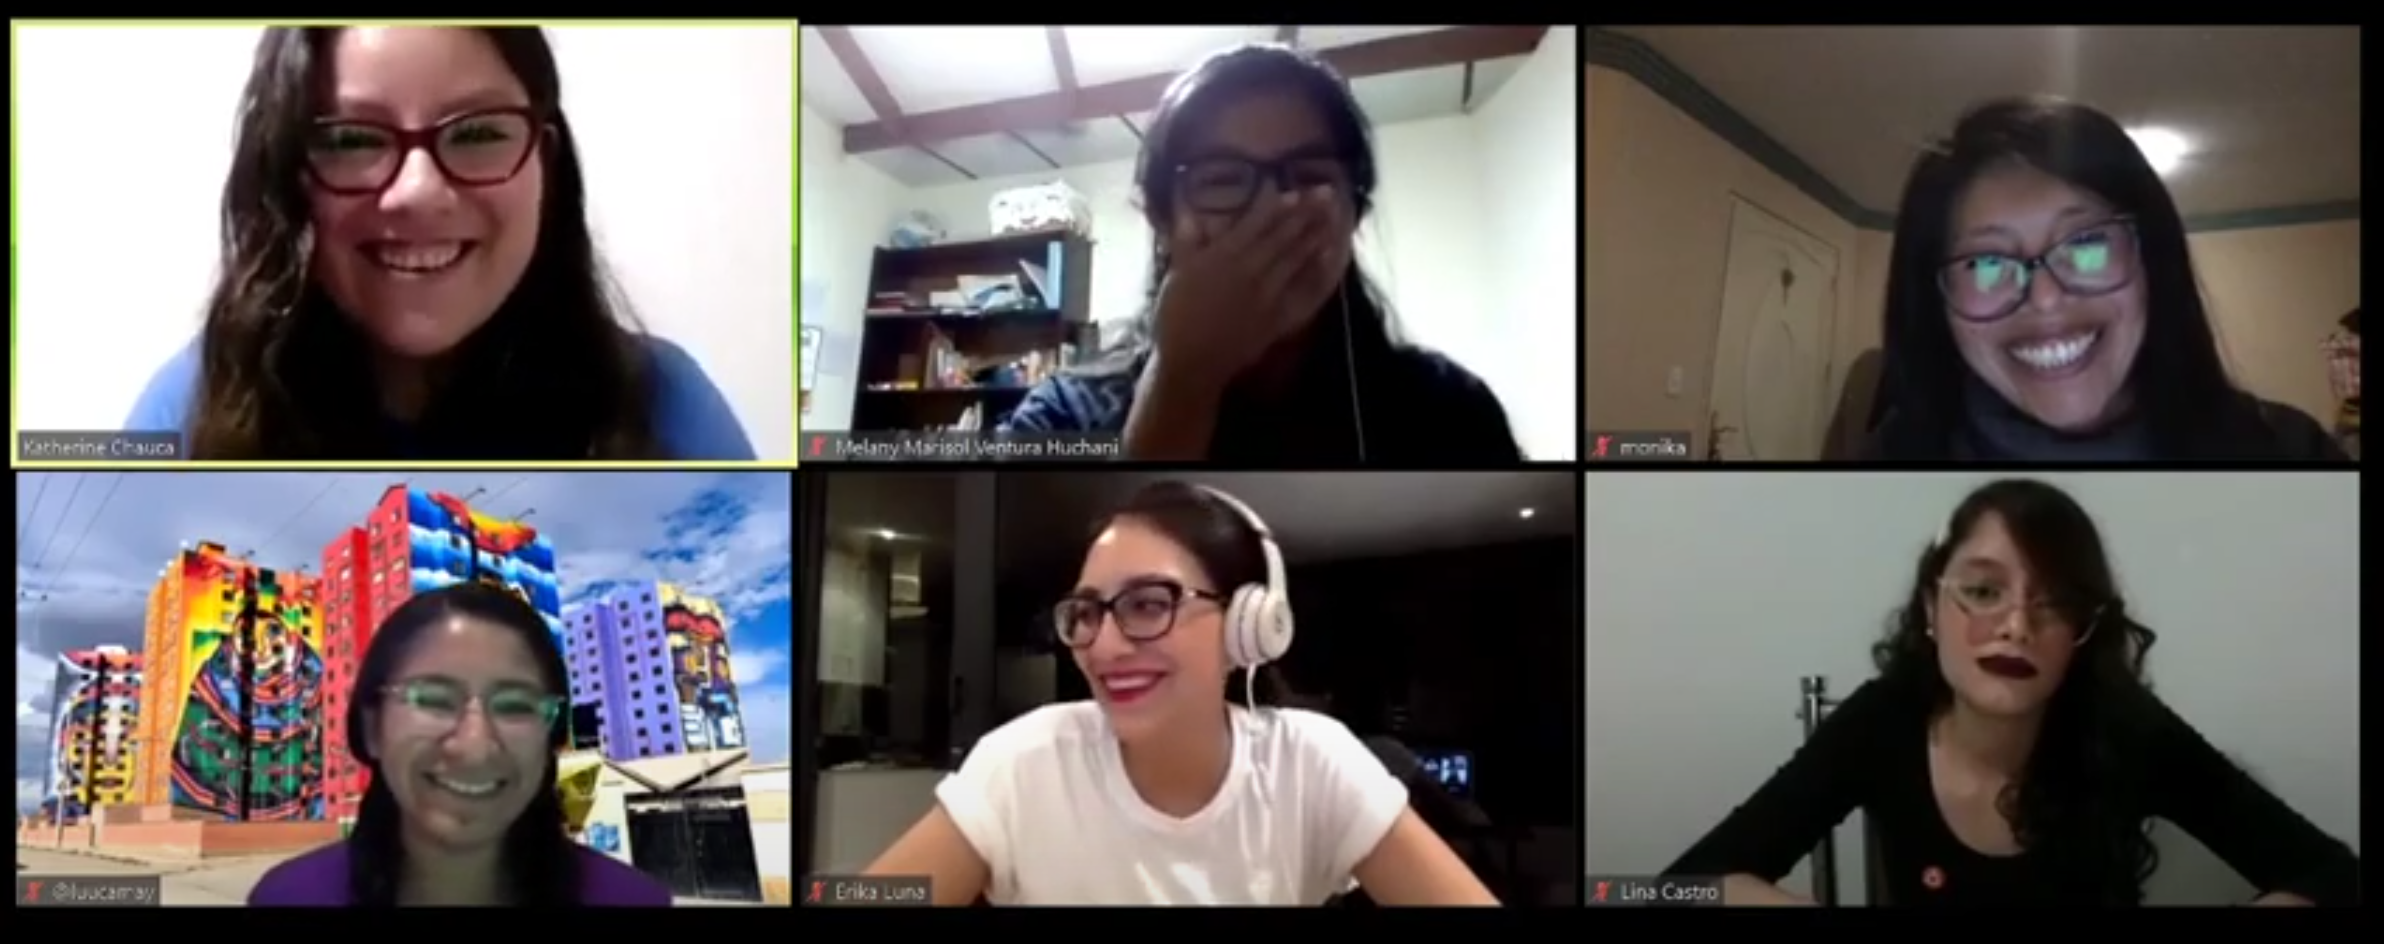 Katherine Chauca
Melany Marisol Ventura Huchani
monika
@luucamay
Erika Luna
Lina Castro